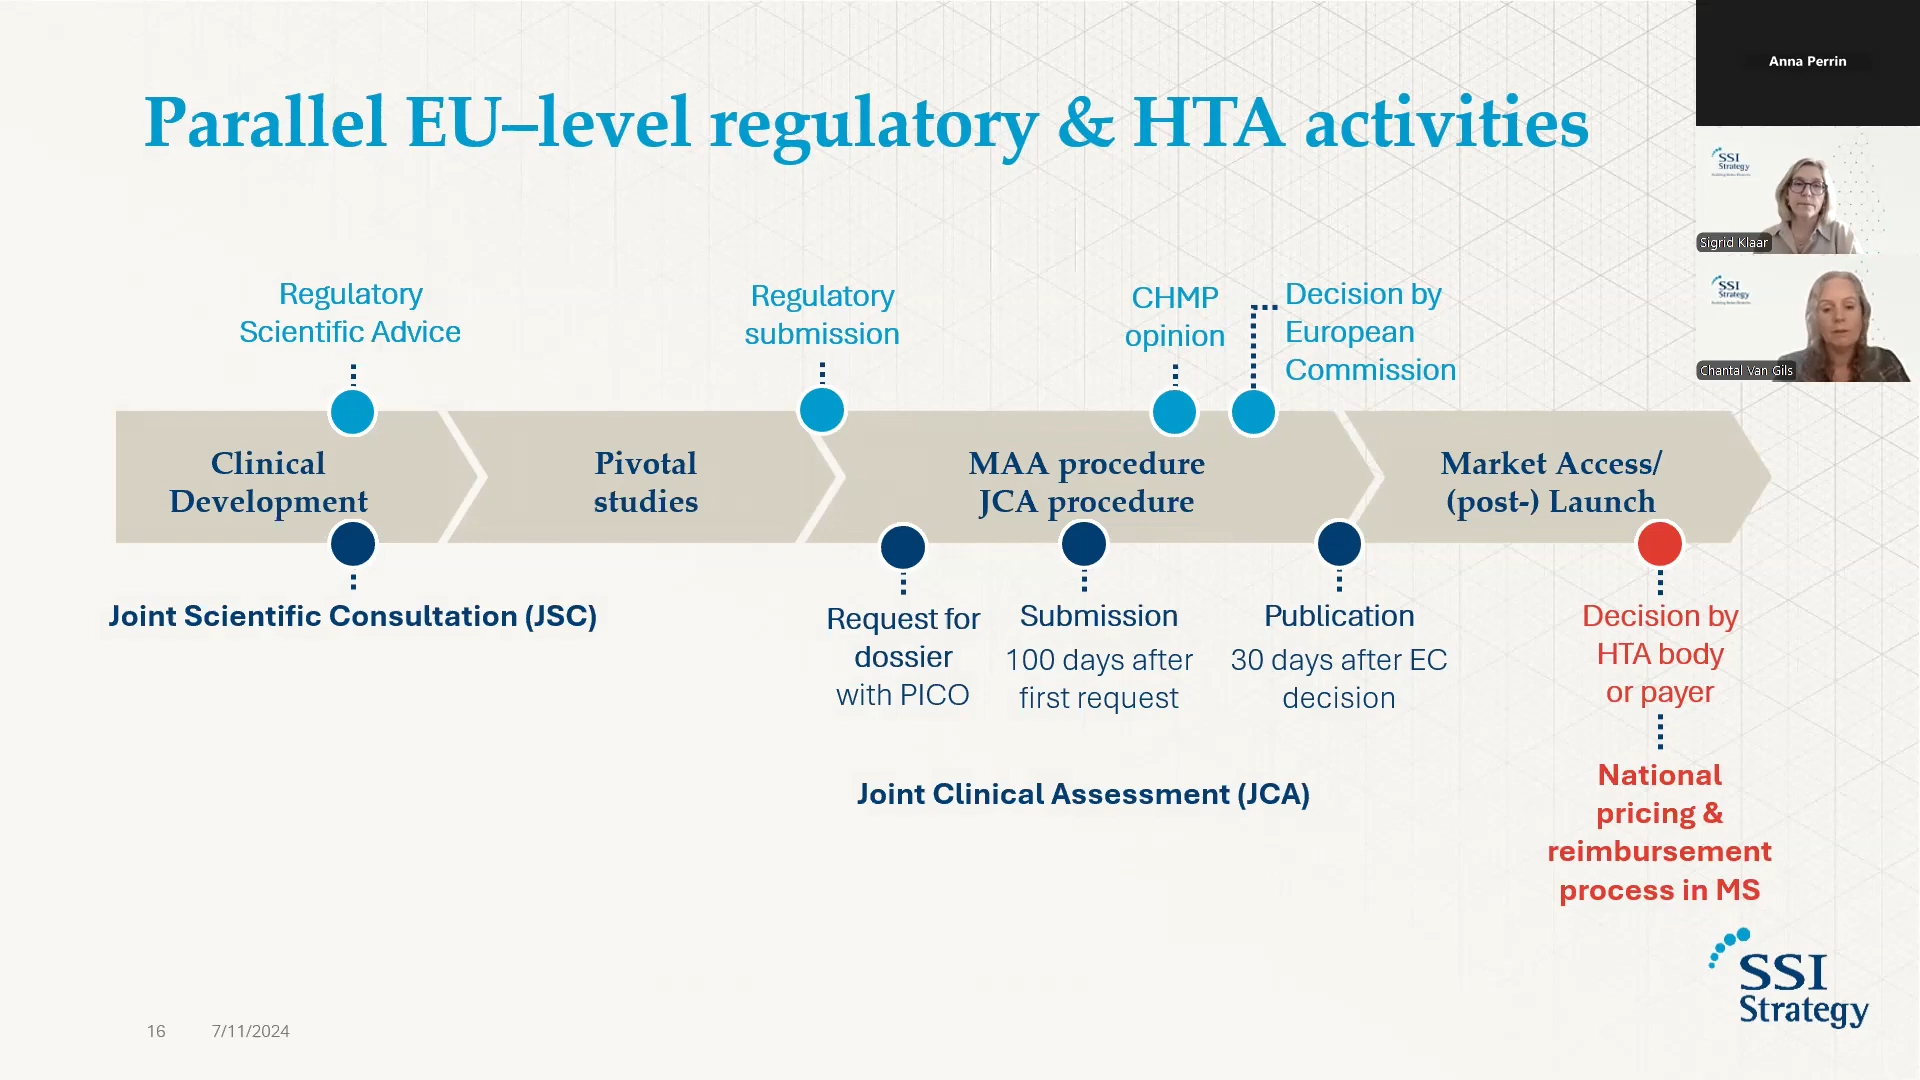 Parallel EU–level regulatory & HTA activities
Anna Perrin
SSI
Strategy
Sigrid Klaar
SSI
Strategy
Chantal Van Gils
Regulatory
Scientific Advice
Regulatory
submission
CHMP
opinion
Decision by
European
Commission
Clinical
Development
Pivotal
studies
MAA procedure
JCA procedure
Market Access/
(post-) Launch
Joint Scientific Consultation (JSC)
Request for
dossier
with PICO
Submission
100 days after
first request
Publication
30 days after EC
decision
Decision by
HTA body
or payer
Joint Clinical Assessment (JCA)
National
pricing &
reimbursement
process in MS
SSI
Strategy
16
7/11/2024